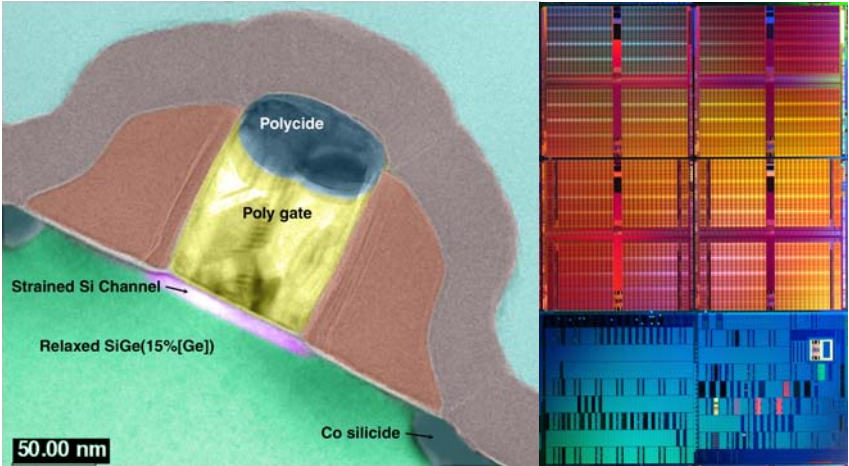 Polycide
Poly gate
Strained Si Channel
Relaxed SiGe(15%[Ge])
Co silicide
50.00 nm